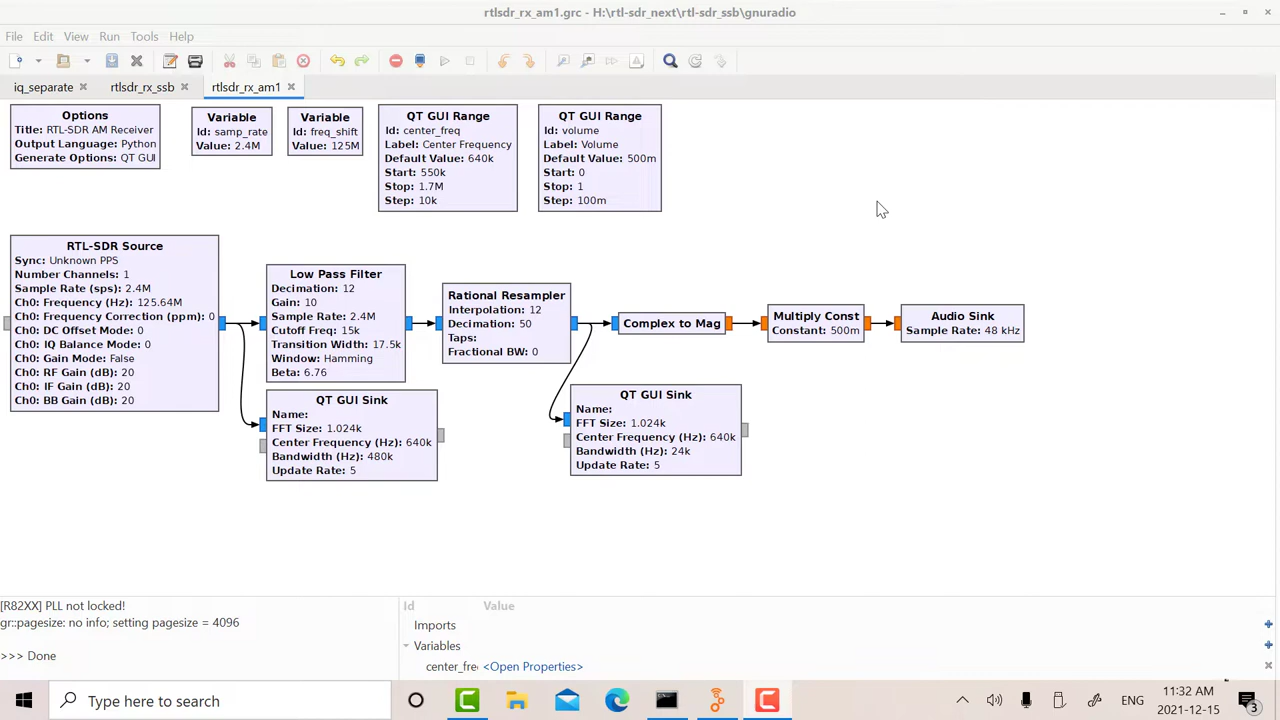 rtlsdr_rx_am1.grc - H:\rtl-sdr_next\rtl-sdr_ssb\gnuradio
File Edit View Run Tools Help
iq_separate rtlsdr_rx_ssb rtlsdr_rx_am1
Options
Title: RTL-SDR AM Receiver
Output Language: Python
Generate Options: QT GUI
Variable
Id: samp_rate
Value: 2.4M
Variable
Id: freq_shift
Value: 125M
QT GUI Range
Id: center_freq
Label: Center Frequency
Default Value: 640k
Start: 550k
Stop: 1.7M
Step: 10k
QT GUI Range
Id: volume
Label: Volume
Default Value: 500m
Start: 0
Stop: 1
Step: 100m
RTL-SDR Source
Sync: Unknown PPS
Number Channels: 1
Sample Rate (sps): 2.4M
Ch0: Frequency (Hz): 125.64M
Ch0: Frequency Correction (ppm): 0
Ch0: DC Offset Mode: 0
Ch0: IQ Balance Mode: 0
Ch0: Gain Mode: False
Ch0: RF Gain (dB): 20
Ch0: IF Gain (dB): 20
Ch0: BB Gain (dB): 20
Low Pass Filter
Decimation: 12
Gain: 10
Sample Rate: 2.4M
Cutoff Freq: 15k
Transition Width: 17.5k
Window: Hamming
Beta: 6.76
Rational Resampler
Interpolation: 12
Decimation: 50
Taps:
Fractional BW: 0
Complex to Mag
Multiply Const
Constant: 500m
Audio Sink
Sample Rate: 48 kHz
QT GUI Sink
Name:
FFT Size: 1.024k
Center Frequency (Hz): 640k
Bandwidth (Hz): 480k
Update Rate: 5
QT GUI Sink
Name:
FFT Size: 1.024k
Center Frequency (Hz): 640k
Bandwidth (Hz): 24k
Update Rate: 5
[R82XX] PLL not locked!
gr::pagesize: no info; setting pagesize = 4096
>>> Done
Id Value
Imports
Variables
center_fre <Open Properties>
Type here to search
ENG
11:32 AM
2021-12-15
3